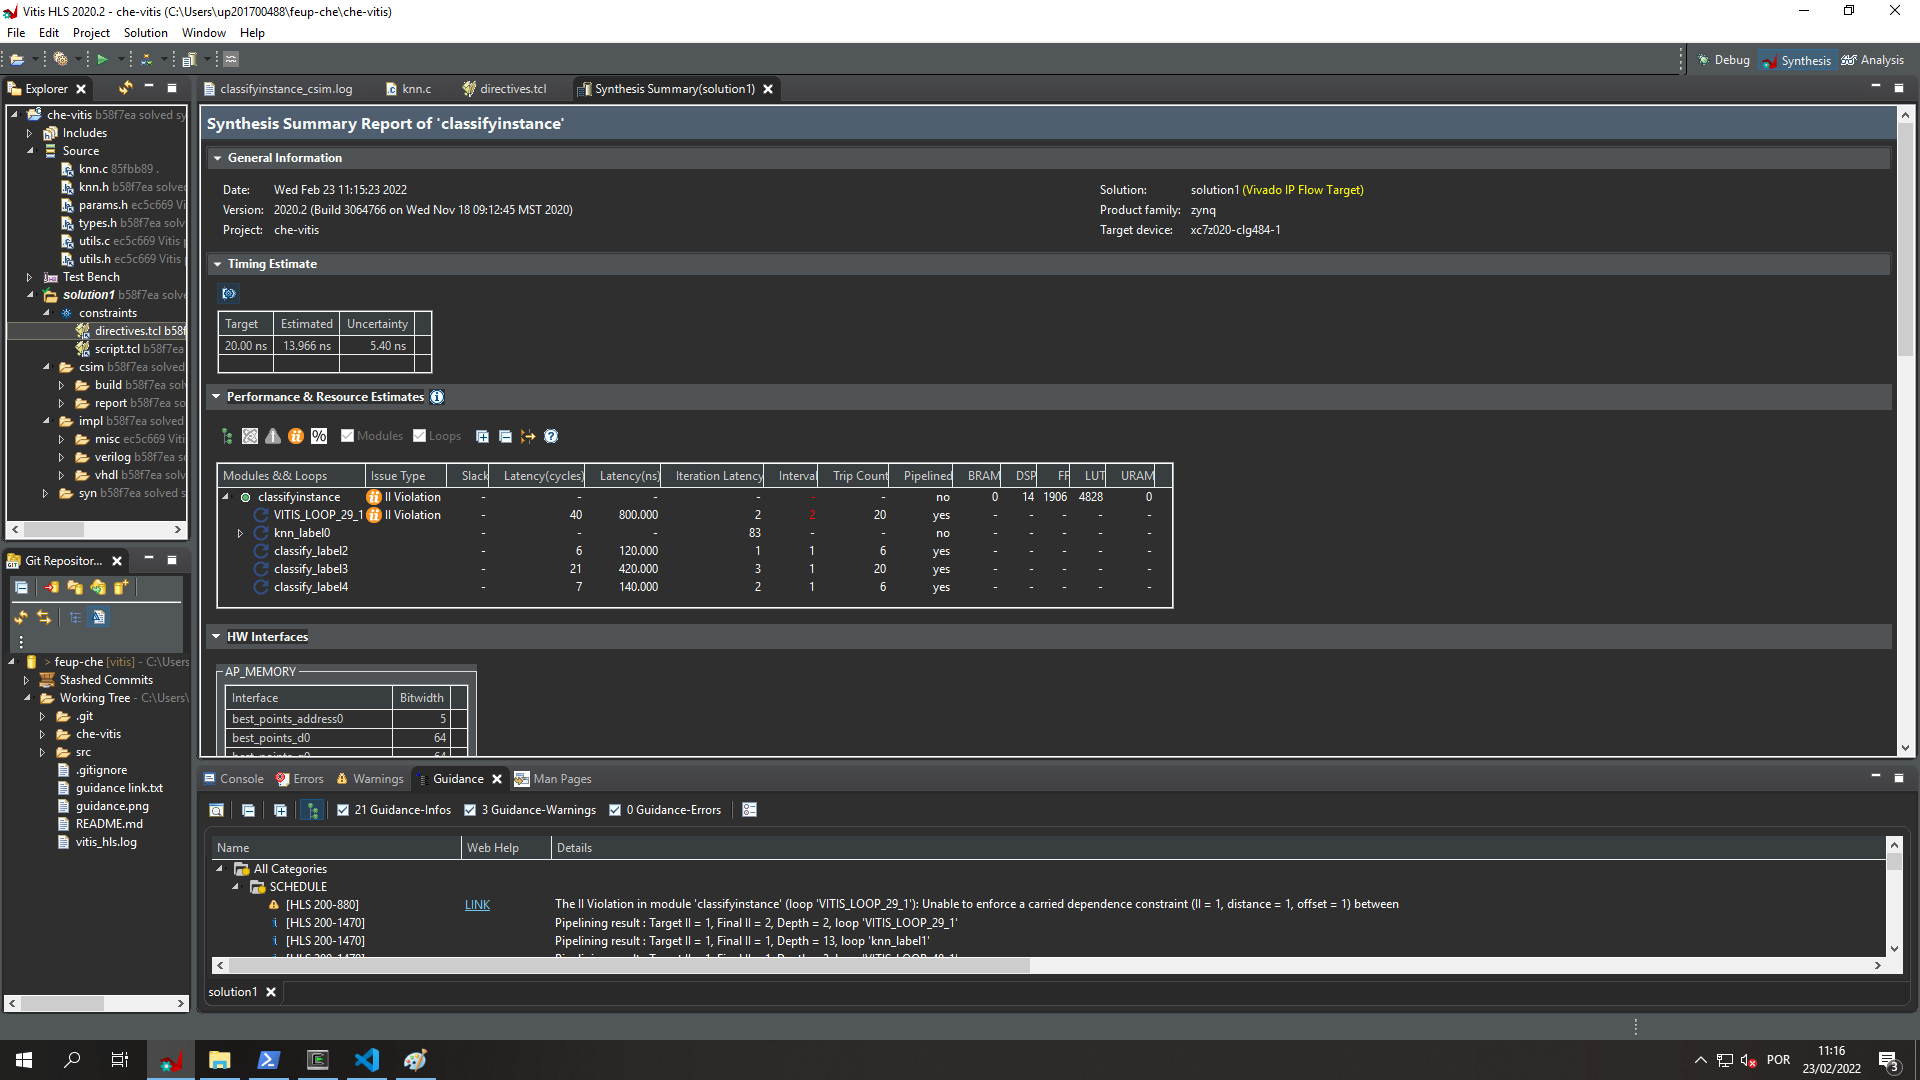 Vitis HLS 2020.2 - che-vitis (C:\Users\up201700488\feup-che\che-vitis)
File Edit Project Solution Window Help
Debug Synthesis Analysis
Explorer
classifyinstance_csim.log knn.c directives.tcl Synthesis Summary(solution1)
che-vitis b58f7ea solved sy
Includes
Source
knn.c 85fbb89 .
knn.h b58f7ea solved
params.h ec5c669 Vi
types.h b58f7ea solv
utils.c ec5c669 Vitis p
utils.h ec5c669 Vitis
Test Bench
solution1 b58f7ea solve
constraints
directives.tcl b58f
script.tcl b58f7ea
csim b58f7ea solved
build b58f7ea solv
report b58f7ea so
impl b58f7ea solved
misc ec5c669 Viti
verilog b58f7ea so
vhdl b58f7ea solv
syn b58f7ea solved s
Synthesis Summary Report of 'classifyinstance'
General Information
Date: Wed Feb 23 11:15:23 2022
Version: 2020.2 (Build 3064766 on Wed Nov 18 09:12:45 MST 2020)
Project: che-vitis
Solution: solution1 (Vivado IP Flow Target)
Product family: zynq
Target device: xc7z020-clg484-1
Timing Estimate
Target Estimated Uncertainty
20.00 ns 13.966 ns 5.40 ns
Performance & Resource Estimates
% Modules Loops
Modules && Loops Issue Type Slack Latency(cycles) Latency(ns) Iteration Latency Interval Trip Count Pipelined BRAM DSP FF LUT URAM
classifyinstance II Violation - - - - - - no 0 14 1906 4828 0
VITIS_LOOP_29_1 II Violation - 40 800.000 2 2 20 yes - - - - -
knn_label0 - - - 83 - - no - - - - -
classify_label2 - 6 120.000 1 1 6 yes - - - - -
classify_label3 - 21 420.000 3 1 20 yes - - - - -
classify_label4 - 7 140.000 2 1 6 yes - - - - -
HW Interfaces
AP_MEMORY
Interface Bitwidth
best_points_address0 5
best_points_d0 64
best_points_q0 64
Git Repositor...
> feup-che [vitis] - C:\Users
Stashed Commits
Working Tree - C:\Users\
.git
che-vitis
src
.gitignore
guidance link.txt
guidance.png
README.md
vitis_hls.log
Console Errors Warnings Guidance Man Pages
21 Guidance-Infos 3 Guidance-Warnings 0 Guidance-Errors
Name Web Help Details
All Categories
SCHEDULE
[HLS 200-880] LINK The II Violation in module 'classifyinstance' (loop 'VITIS_LOOP_29_1'): Unable to enforce a carried dependence constraint (II = 1, distance = 1, offset = 1) between
[HLS 200-1470] Pipelining result : Target II = 1, Final II = 2, Depth = 2, loop 'VITIS_LOOP_29_1'
[HLS 200-1470] Pipelining result : Target II = 1, Final II = 1, Depth = 13, loop 'knn_label1'
solution1
POR
11:16
23/02/2022
3